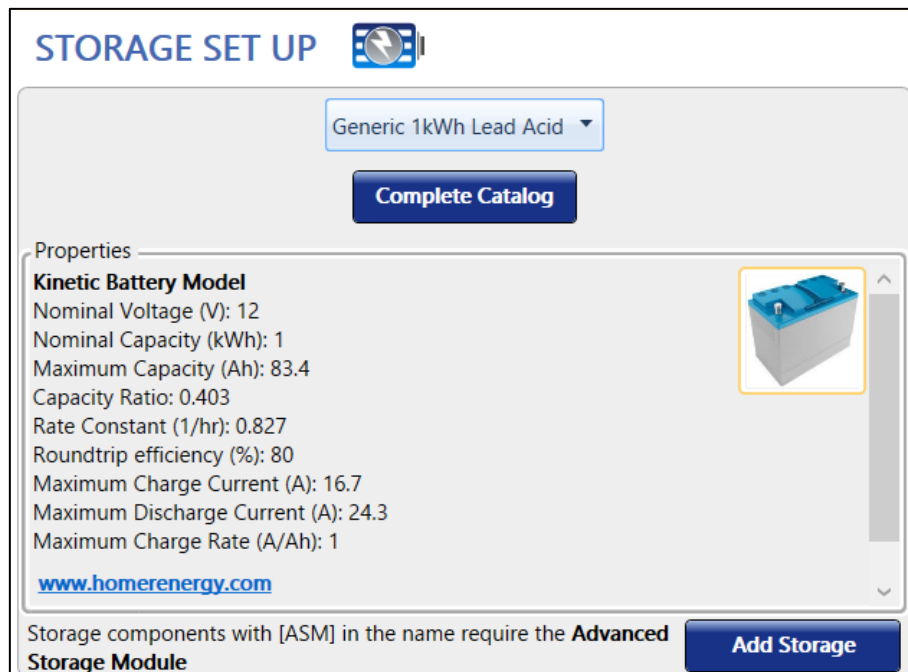 STORAGE SET UP
Generic 1kWh Lead Acid
Complete Catalog
Properties
Kinetic Battery Model
Nominal Voltage (V): 12
Nominal Capacity (kWh): 1
Maximum Capacity (Ah): 83.4
Capacity Ratio: 0.403
Rate Constant (1/hr): 0.827
Roundtrip efficiency (%): 80
Maximum Charge Current (A): 16.7
Maximum Discharge Current (A): 24.3
Maximum Charge Rate (A/Ah): 1
www.homerenergy.com
Storage components with [ASM] in the name require the Advanced
Storage Module
Add Storage